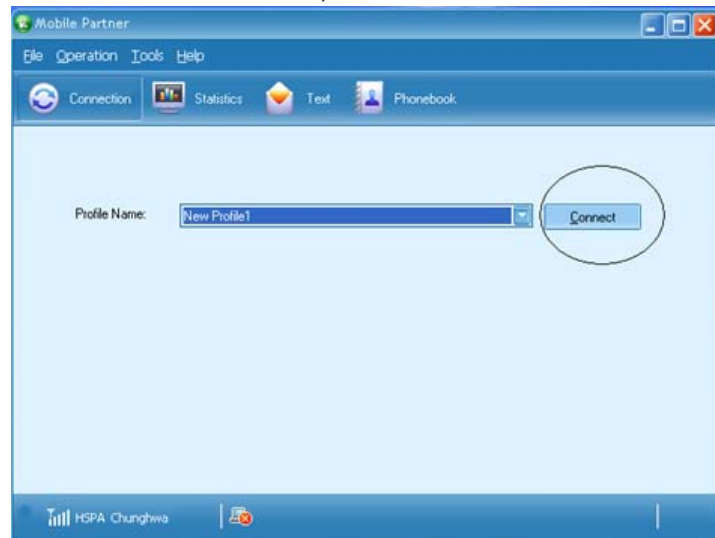 Mobile Partner
File Operation Tools Help
Connection Statistics Text Phonebook
Profile Name: New Profile1 Connect
HSPA Chunghwa